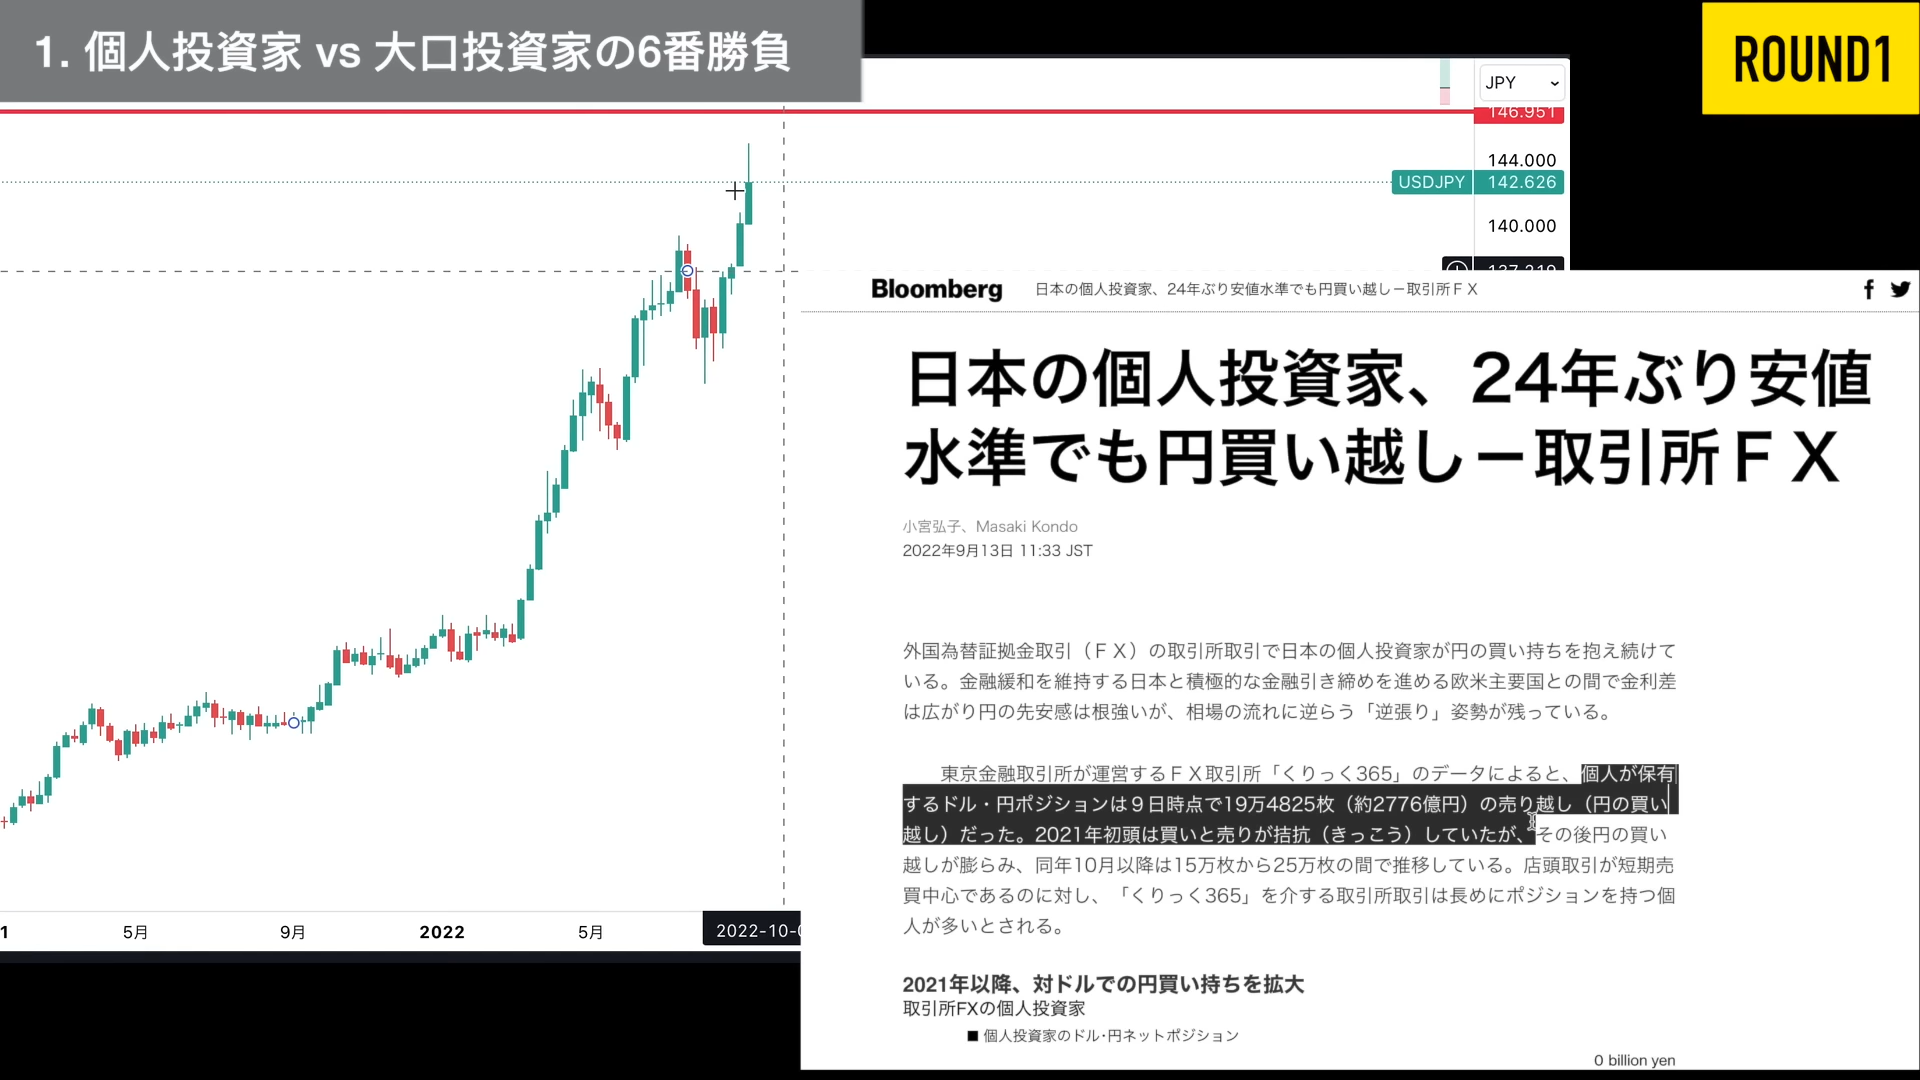 1. 個人投資家 vs 大口投資家の6番勝負
ROUND1
JPY
146.951
144.000
USDJPY 142.626
140.000
137.219
Bloomberg 日本の個人投資家、24年ぶり安値水準でも円買い越し－取引所ＦＸ
日本の個人投資家、24年ぶり安値
水準でも円買い越し－取引所ＦＸ
小宮弘子、Masaki Kondo
2022年9月13日 11:33 JST
外国為替証拠金取引（ＦＸ）の取引所取引で日本の個人投資家が円の買い持ちを抱え続けて
いる。金融緩和を維持する日本と積極的な金融引き締めを進める欧米主要国との間で金利差
は広がり円の先安感は根強いが、相場の流れに逆らう「逆張り」姿勢が残っている。
東京金融取引所が運営するＦＸ取引所「くりっく365」のデータによると、個人が保有
するドル・円ポジションは９日時点で19万4825枚（約2776億円）の売り越し（円の買い
越し）だった。2021年初頭は買いと売りが拮抗（きっこう）していたが、その後円の買い
越しが膨らみ、同年10月以降は15万枚から25万枚の間で推移している。店頭取引が短期売
買中心であるのに対し、「くりっく365」を介する取引所取引は長めにポジションを持つ個
人が多いとされる。
2021年以降、対ドルでの円買い持ちを拡大
取引所FXの個人投資家
個人投資家のドル･円ネットポジション
0 billion yen
1 5月 9月 2022 5月 2022-10-0